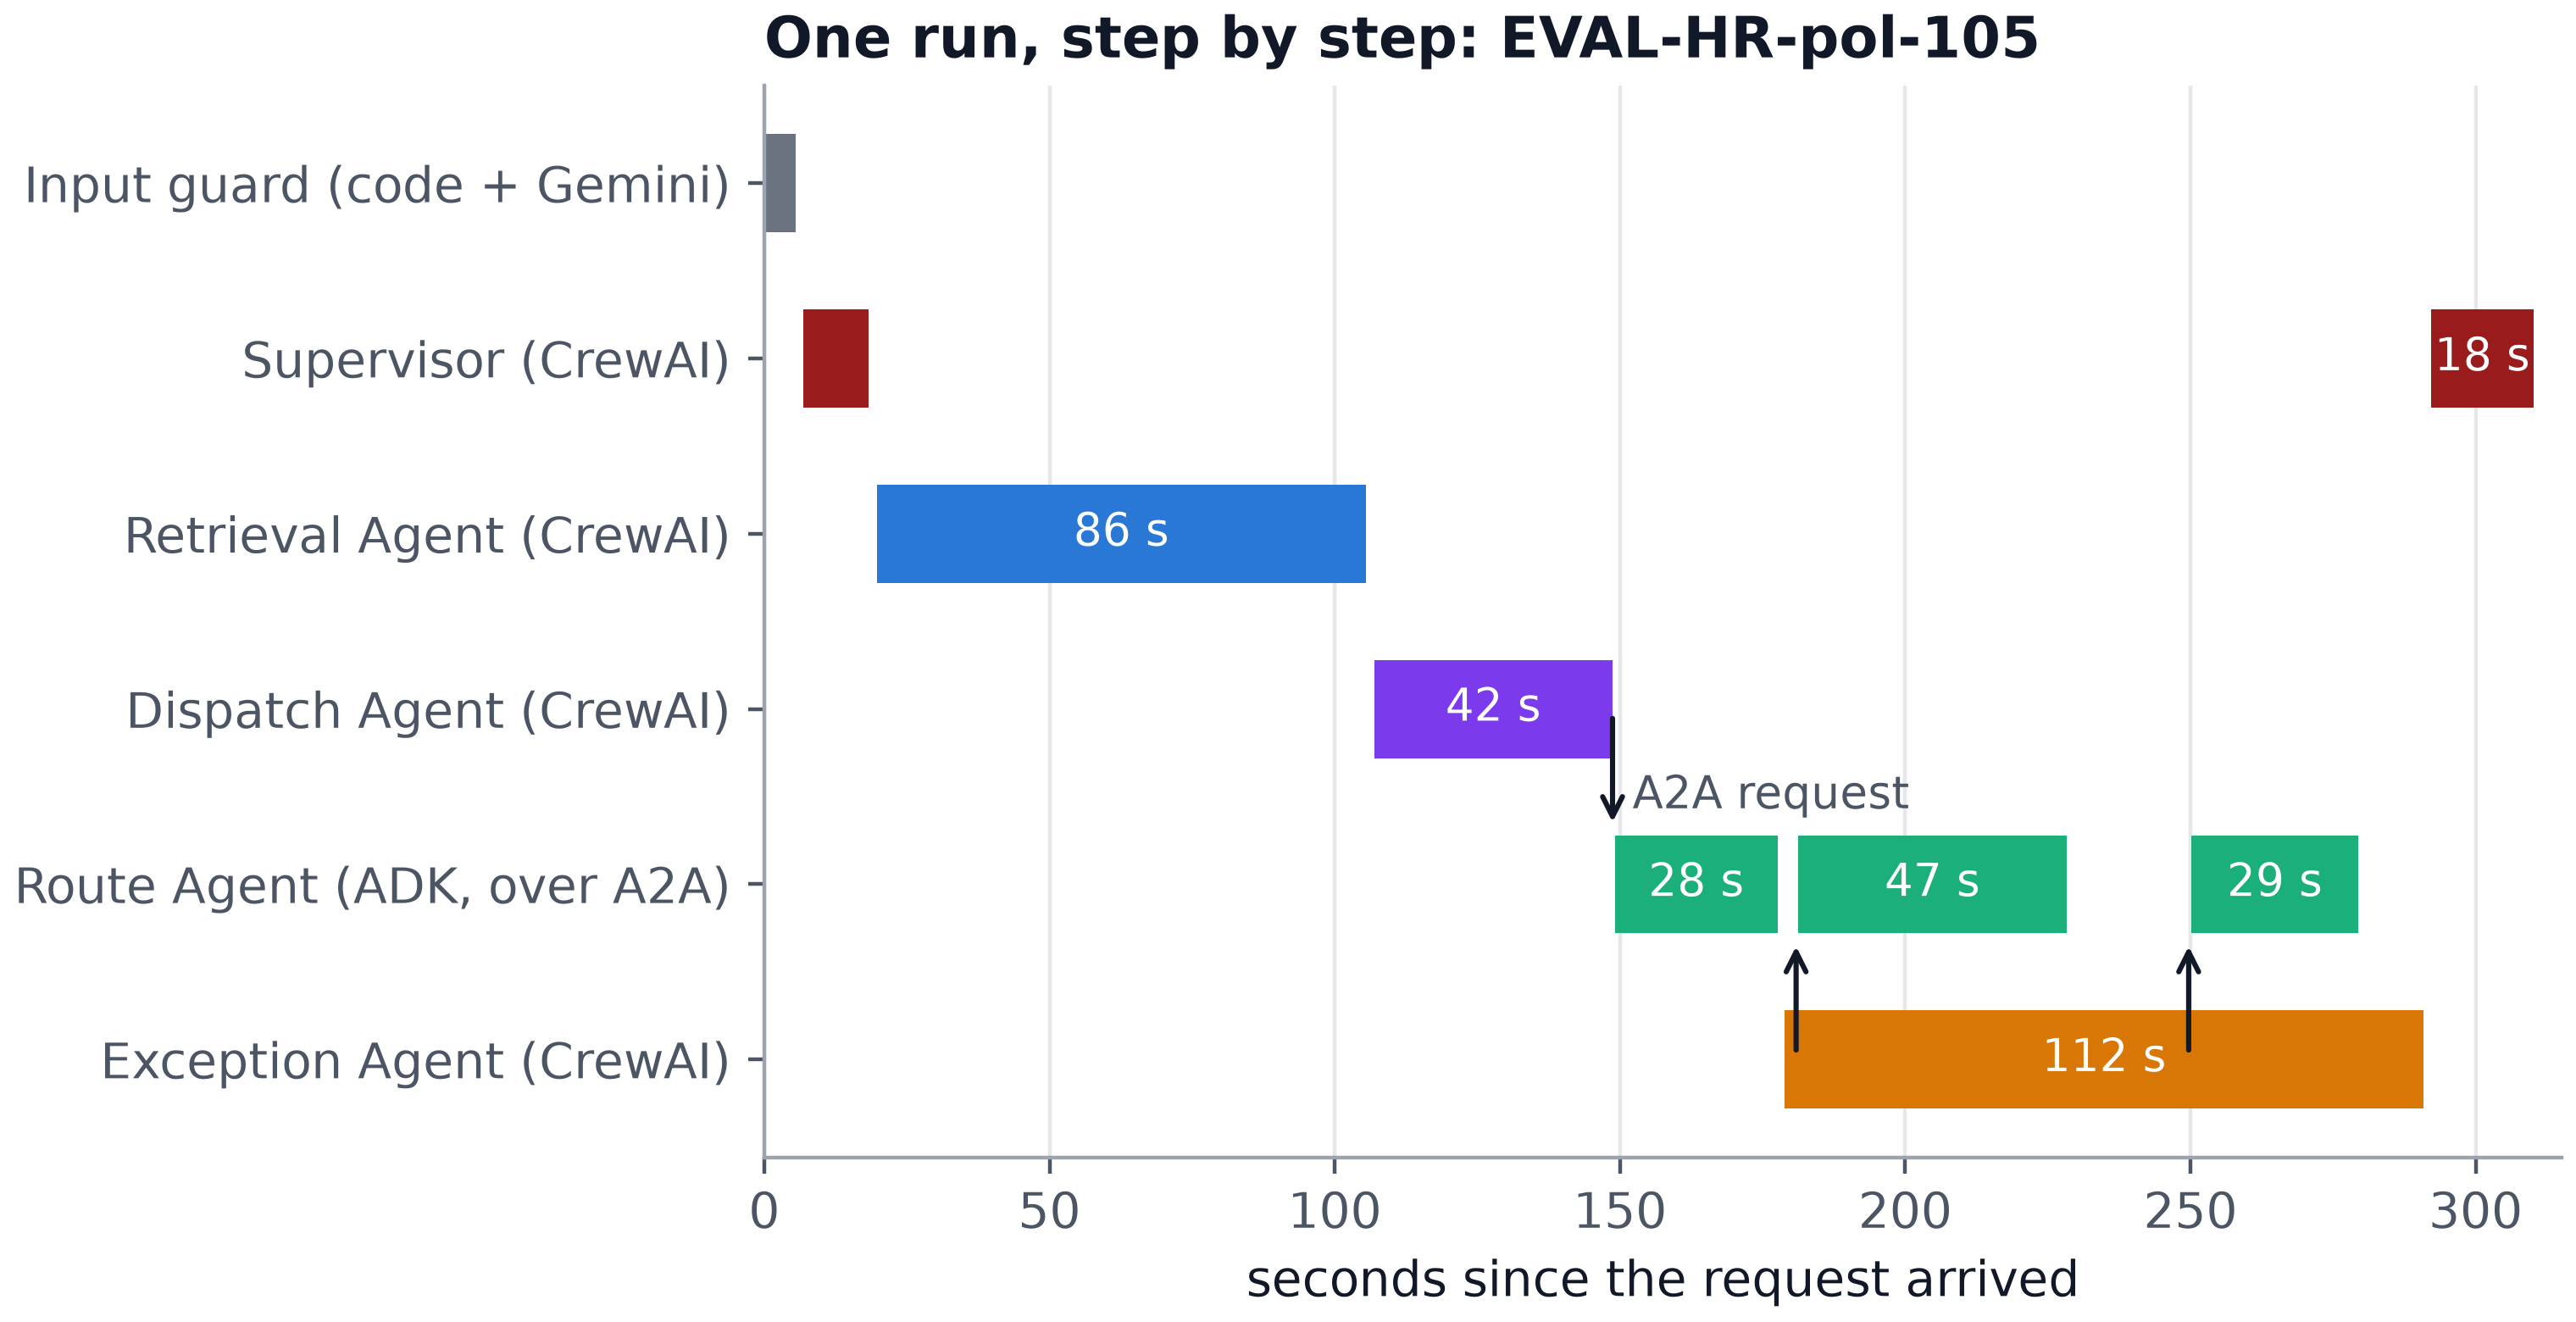 One run, step by step: EVAL-HR-pol-105
Input guard (code + Gemini)
Supervisor (CrewAI)
18 s
Retrieval Agent (CrewAI)
86 s
Dispatch Agent (CrewAI)
42 s
A2A request
Route Agent (ADK, over A2A)
28 s
47 s
29 s
Exception Agent (CrewAI)
112 s
0 50 100 150 200 250 300
seconds since the request arrived